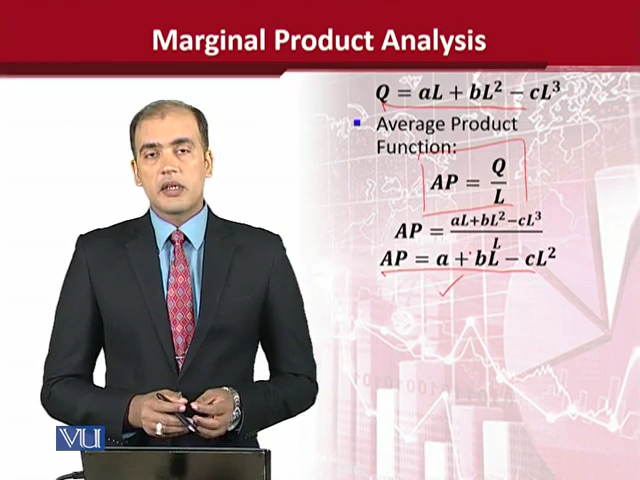 Marginal Product Analysis
Q = aL + bL² − cL³
▪ Average Product
Function:
AP = Q/L
AP = aL+bL²−cL³/L
AP = a + bL − cL²
VU